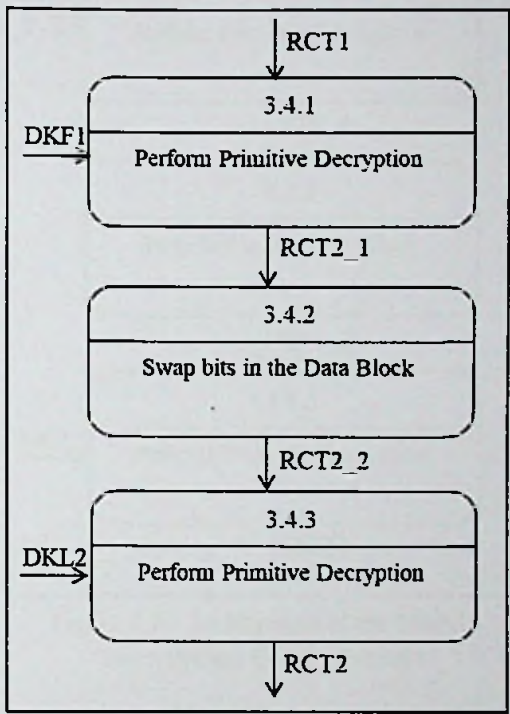 RCT1
3.4.1
DKF1
Perform Primitive Decryption
RCT2_1
3.4.2
Swap bits in the Data Block
RCT2_2
3.4.3
DKL2
Perform Primitive Decryption
RCT2